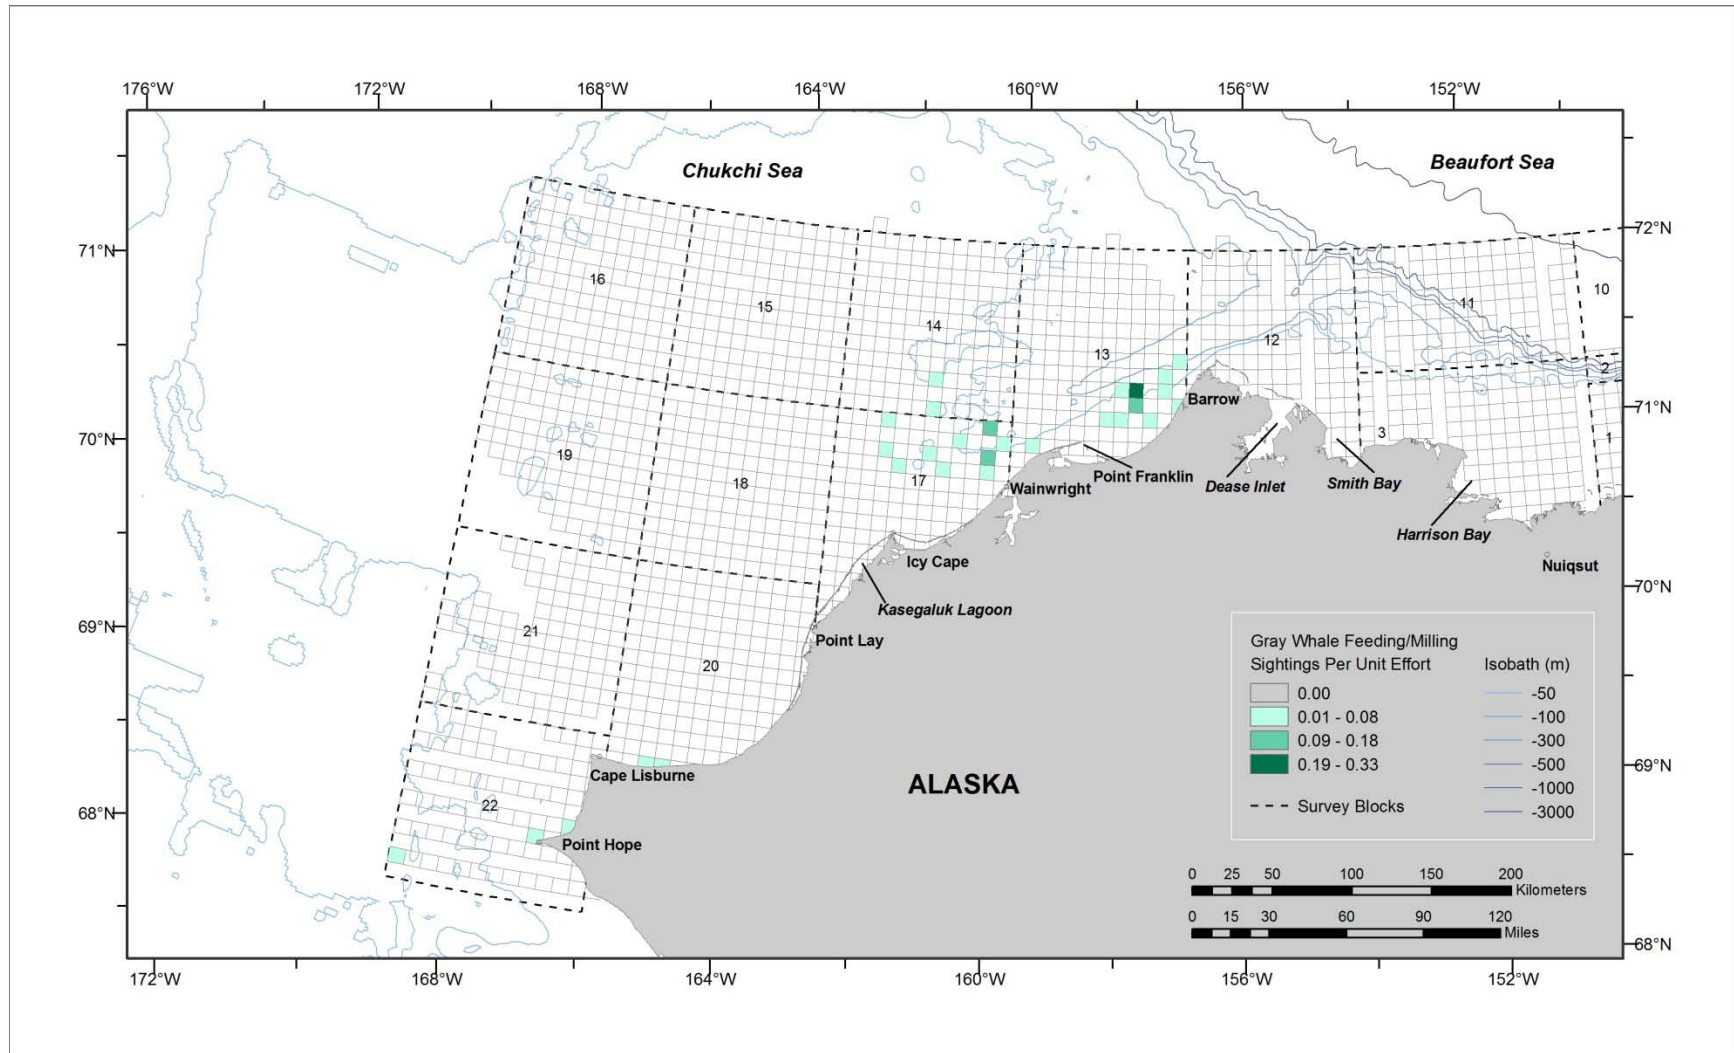 176°W 172°W 168°W 164°W 160°W 156°W 152°W
Chukchi Sea
Beaufort Sea
72°N
71°N
16
15
14
13
12
11
10
2
Barrow
71°N
70°N
19
18
17
3
1
Wainwright
Point Franklin
Dease Inlet
Smith Bay
Harrison Bay
Icy Cape
Nuiqsut
70°N
Kasegaluk Lagoon
69°N
21
20
Point Lay
Gray Whale Feeding/Milling
Sightings Per Unit Effort
Isobath (m)
0.00
0.01 - 0.08
0.09 - 0.18
0.19 - 0.33
Survey Blocks
-50
-100
-300
-500
-1000
-3000
Cape Lisburne
ALASKA
69°N
68°N
22
Point Hope
0 25 50 100 150 200
Kilometers
0 15 30 60 90 120
Miles
68°N
172°W 168°W 164°W 160°W 156°W 152°W